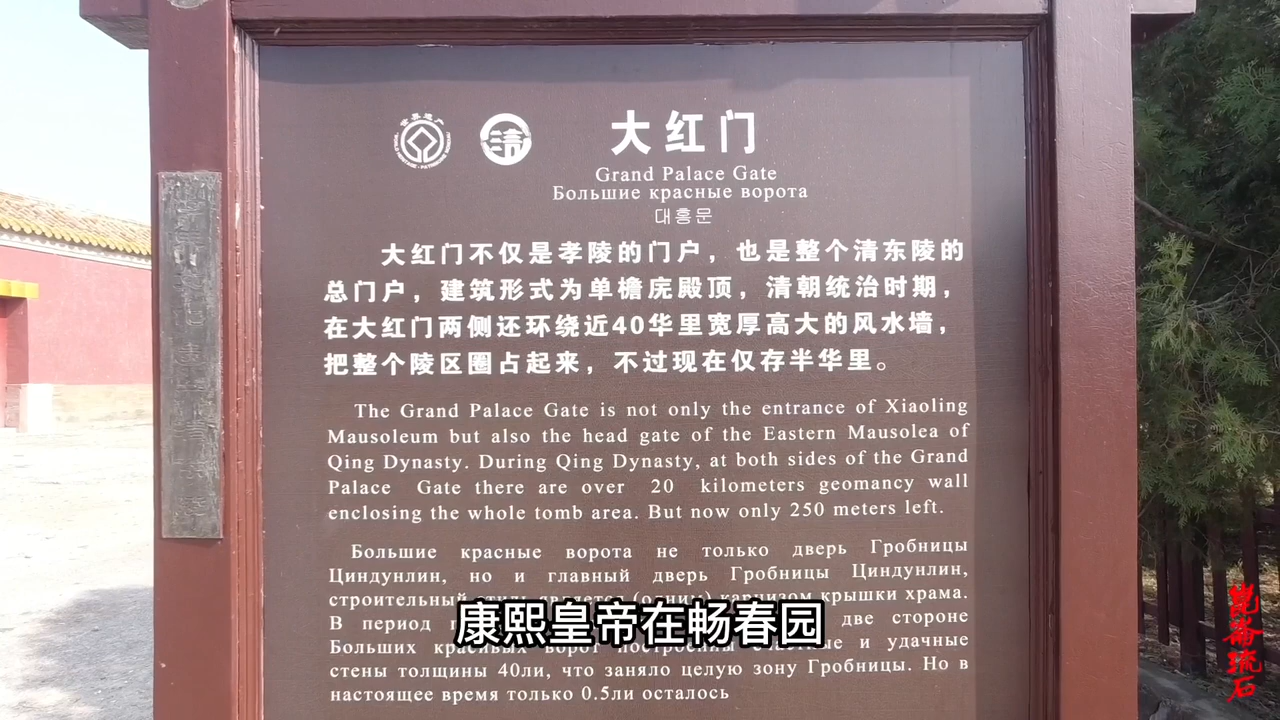 大红门
Grand Palace Gate
Большие красные ворота
대홍문
大红门不仅是孝陵的门户，也是整个清东陵的
总门户，建筑形式为单檐庑殿顶，清朝统治时期，
在大红门两侧还环绕近40华里宽厚高大的风水墙，
把整个陵区圈占起来，不过现在仅存半华里。
The Grand Palace Gate is not only the entrance of Xiaoling
Mausoleum but also the head gate of the Eastern Mausolea of
Qing Dynasty. During Qing Dynasty, at both sides of the Grand
Palace Gate there are over 20 kilometers geomancy wall
enclosing the whole tomb area. But now only 250 meters left.
Большие красные ворота не только дверь Гробницы
Циндунлин, но и главный дверь Гробницы Циндунлин,
строительный крышки храма.
В период две стороне
Больших и удачные
стены толщины 40ли, что заняло целую зону Гробницы. Но в
настоящее время только 0.5ли осталось
康熙皇帝在畅春园
昆仑琉石